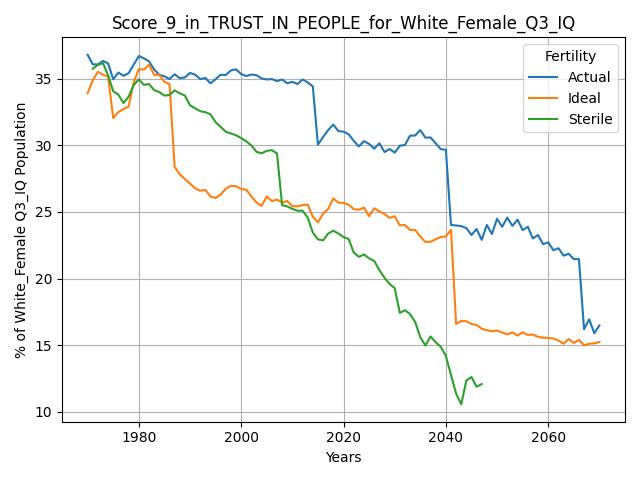 Score_9_in_TRUST_IN_PEOPLE_for_White_Female_Q3_IQ
Fertility
Actual
Ideal
Sterile
% of White_Female Q3_IQ Population
35
30
25
20
15
10
1980
2000
2020
2040
2060
Years